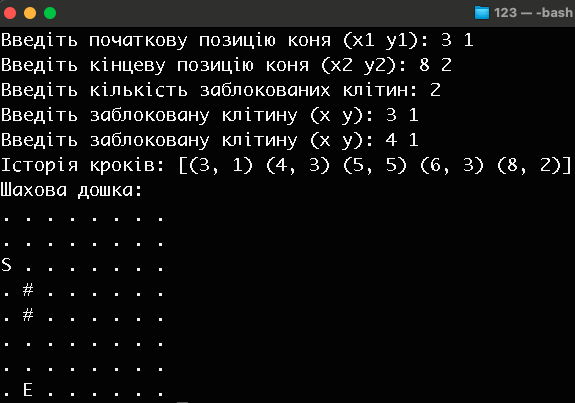 123 — -bash
Введіть початкову позицію коня (x1 y1): 3 1
Введіть кінцеву позицію коня (x2 y2): 8 2
Введіть кількість заблокованих клітин: 2
Введіть заблоковану клітину (x y): 3 1
Введіть заблоковану клітину (x y): 4 1
Історія кроків: [(3, 1) (4, 3) (5, 5) (6, 3) (8, 2)]
Шахова дошка:
. . . . . . . .
. . . . . . . .
S . . . . . . .
. # . . . . . .
. # . . . . . .
. . . . . . . .
. . . . . . . .
. E . . . . . .